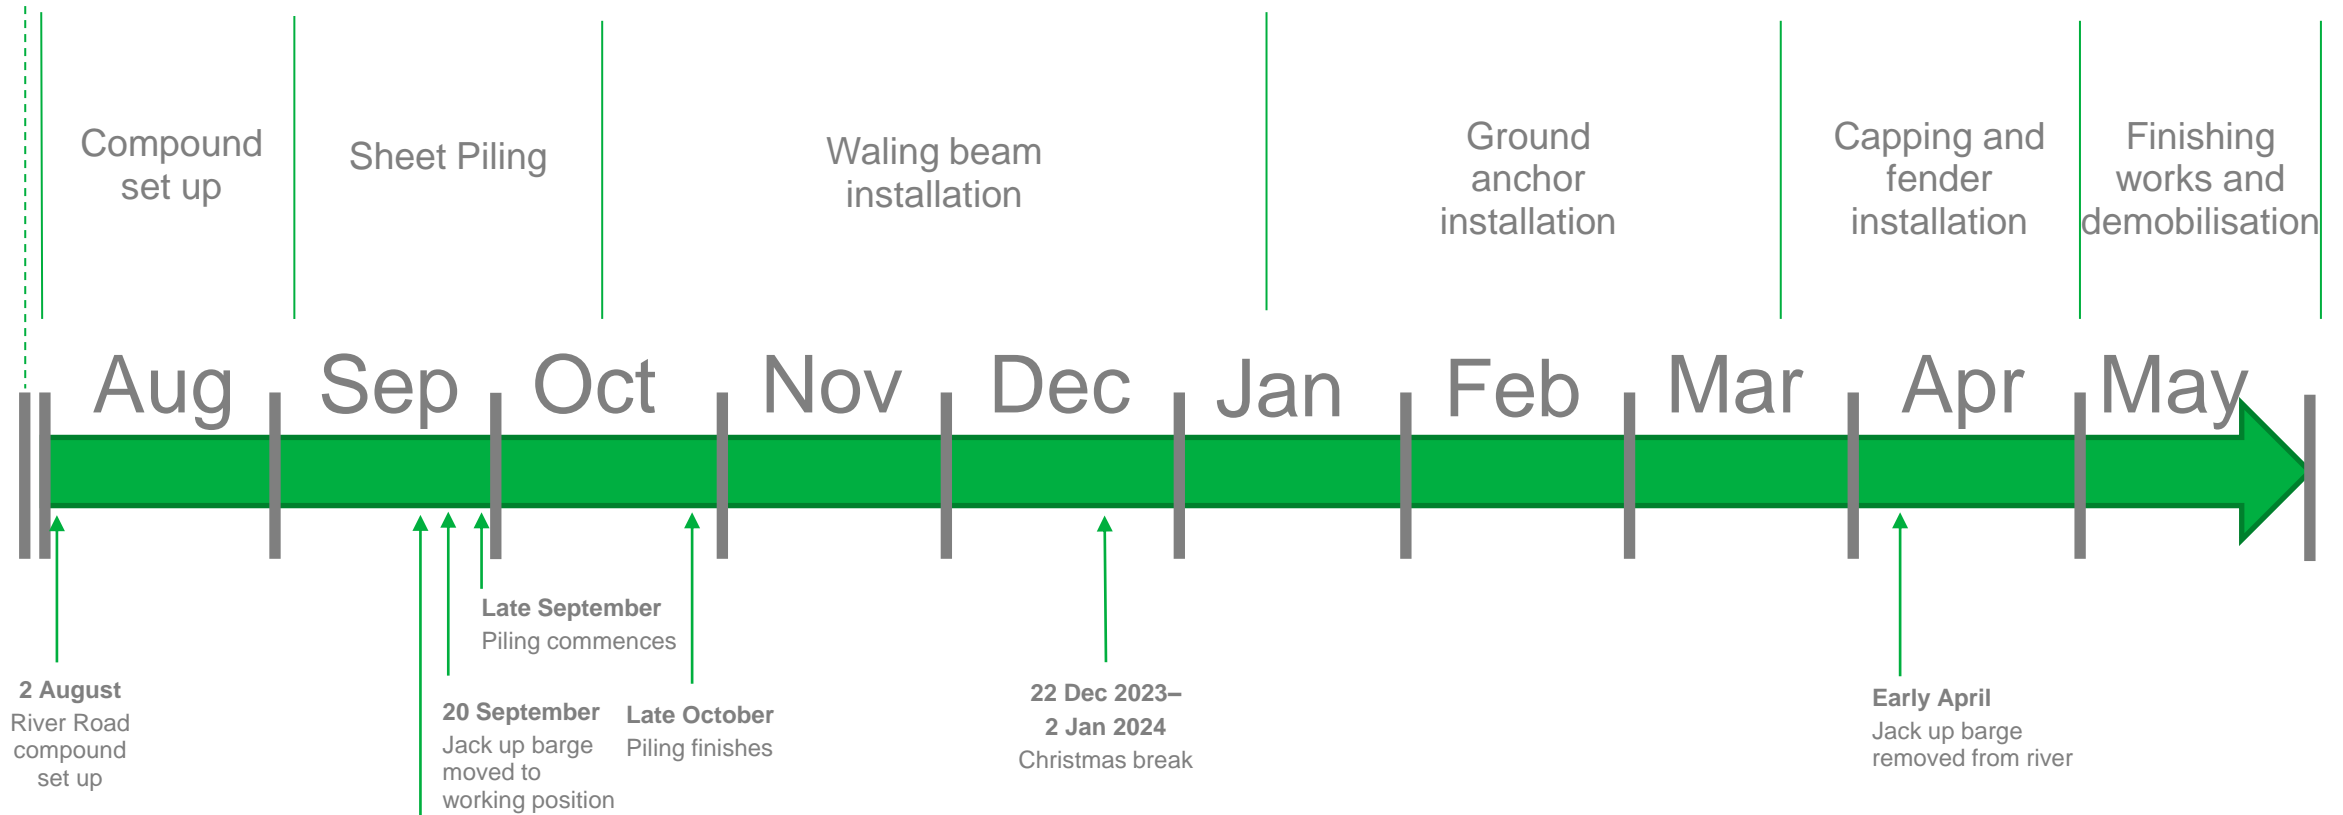 Compound
set up
Sheet Piling
Waling beam
installation
Ground
anchor
installation
Capping and
fender
installation
Finishing
works and
demobilisation
Aug
Sep
Oct
Nov
Dec
Jan
Feb
Mar
Apr
May
2 August
River Road
compound
set up
20 September
Jack up barge
moved to
working position
Late September
Piling commences
Late October
Piling finishes
22 Dec 2023–
2 Jan 2024
Christmas break
Early April
Jack up barge
removed from river